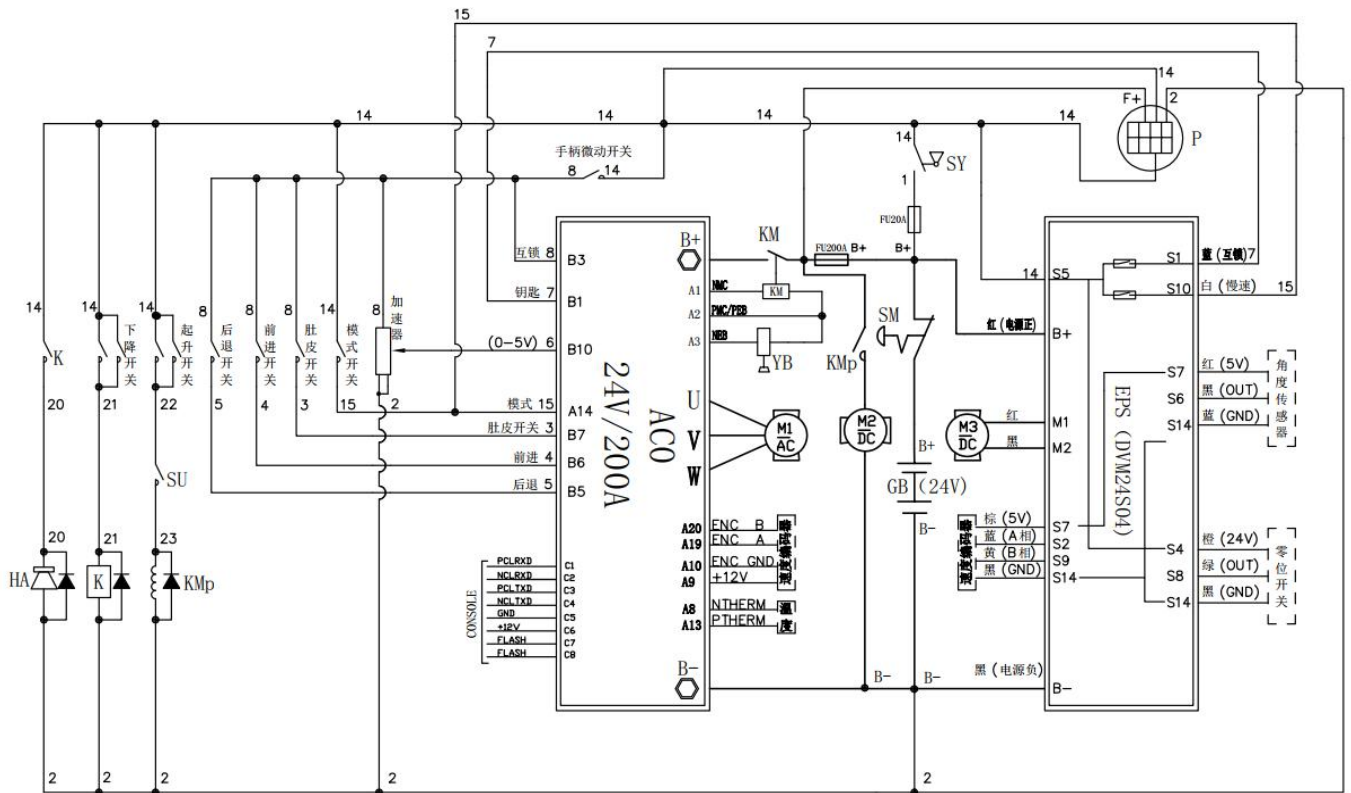 15
7
14
F+
2
P
14
14
14
14
14
SY
1
FU20A
手柄微动开关
8
14
B+
KM
FU200A
B+
B+
互锁 8
B3
钥匙 7
B1
A1
NMC
KM
A2
PMC/PEB
A3
NEB
YB
SM
KMp
14
S5
S1
蓝(互锁)7
S10
白(慢速)
15
红(电源正)
B+
14
14
14
8
8
8
14
8
K
下降开关
起升开关
后退开关
前进开关
肚皮开关
模式开关
加速器
(0-5V) 6
B10
24V/200A
AC0
U
V
W
M1
AC
M2
DC
M3
DC
红
黑
M1
M2
EPS (DVM24S04)
S7
红(5V)
S6
黑(OUT)
S14
蓝(GND)
角度传感器
20
21
22
5
4
3
15
2
模式 15
A14
肚皮开关 3
B7
前进 4
B6
后退 5
B5
SU
B+
GB (24V)
B-
20
21
23
HA
K
KMp
A20
ENC B
A19
ENC A
A10
ENC GND
A9
+12V
速度编码器
A8
NTHERM
A13
PTHERM
温度
速度编码器
棕(5V)
S7
蓝(A相)
S2
黄(B相)
S9
黑(GND)
S14
S4
橙(24V)
S8
绿(OUT)
S14
黑(GND)
零位开关
CONSOLE
PCLRXD
C1
NCLRXD
C2
PCLTXD
C3
NCLTXD
C4
GND
C5
+12V
C6
FLASH
C7
FLASH
C8
B-
B-
B-
黑(电源负)
B-
2
2
2
2
2